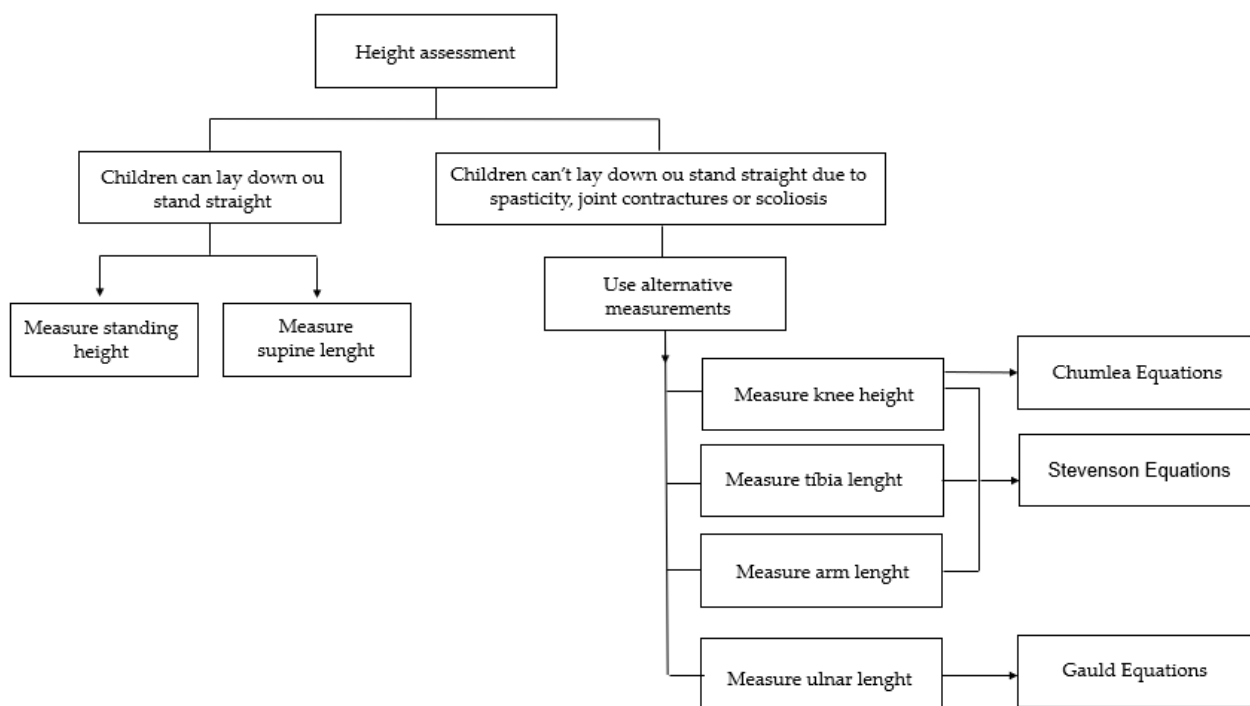 Height assessment
Children can lay down ou
stand straight
Children can’t lay down ou stand straight due to
spasticity, joint contractures or scoliosis
Use alternative
measurements
Measure standing
height
Measure
supine lenght
Measure knee height
Chumlea Equations
Measure tíbia lenght
Stevenson Equations
Measure arm lenght
Measure ulnar lenght
Gauld Equations